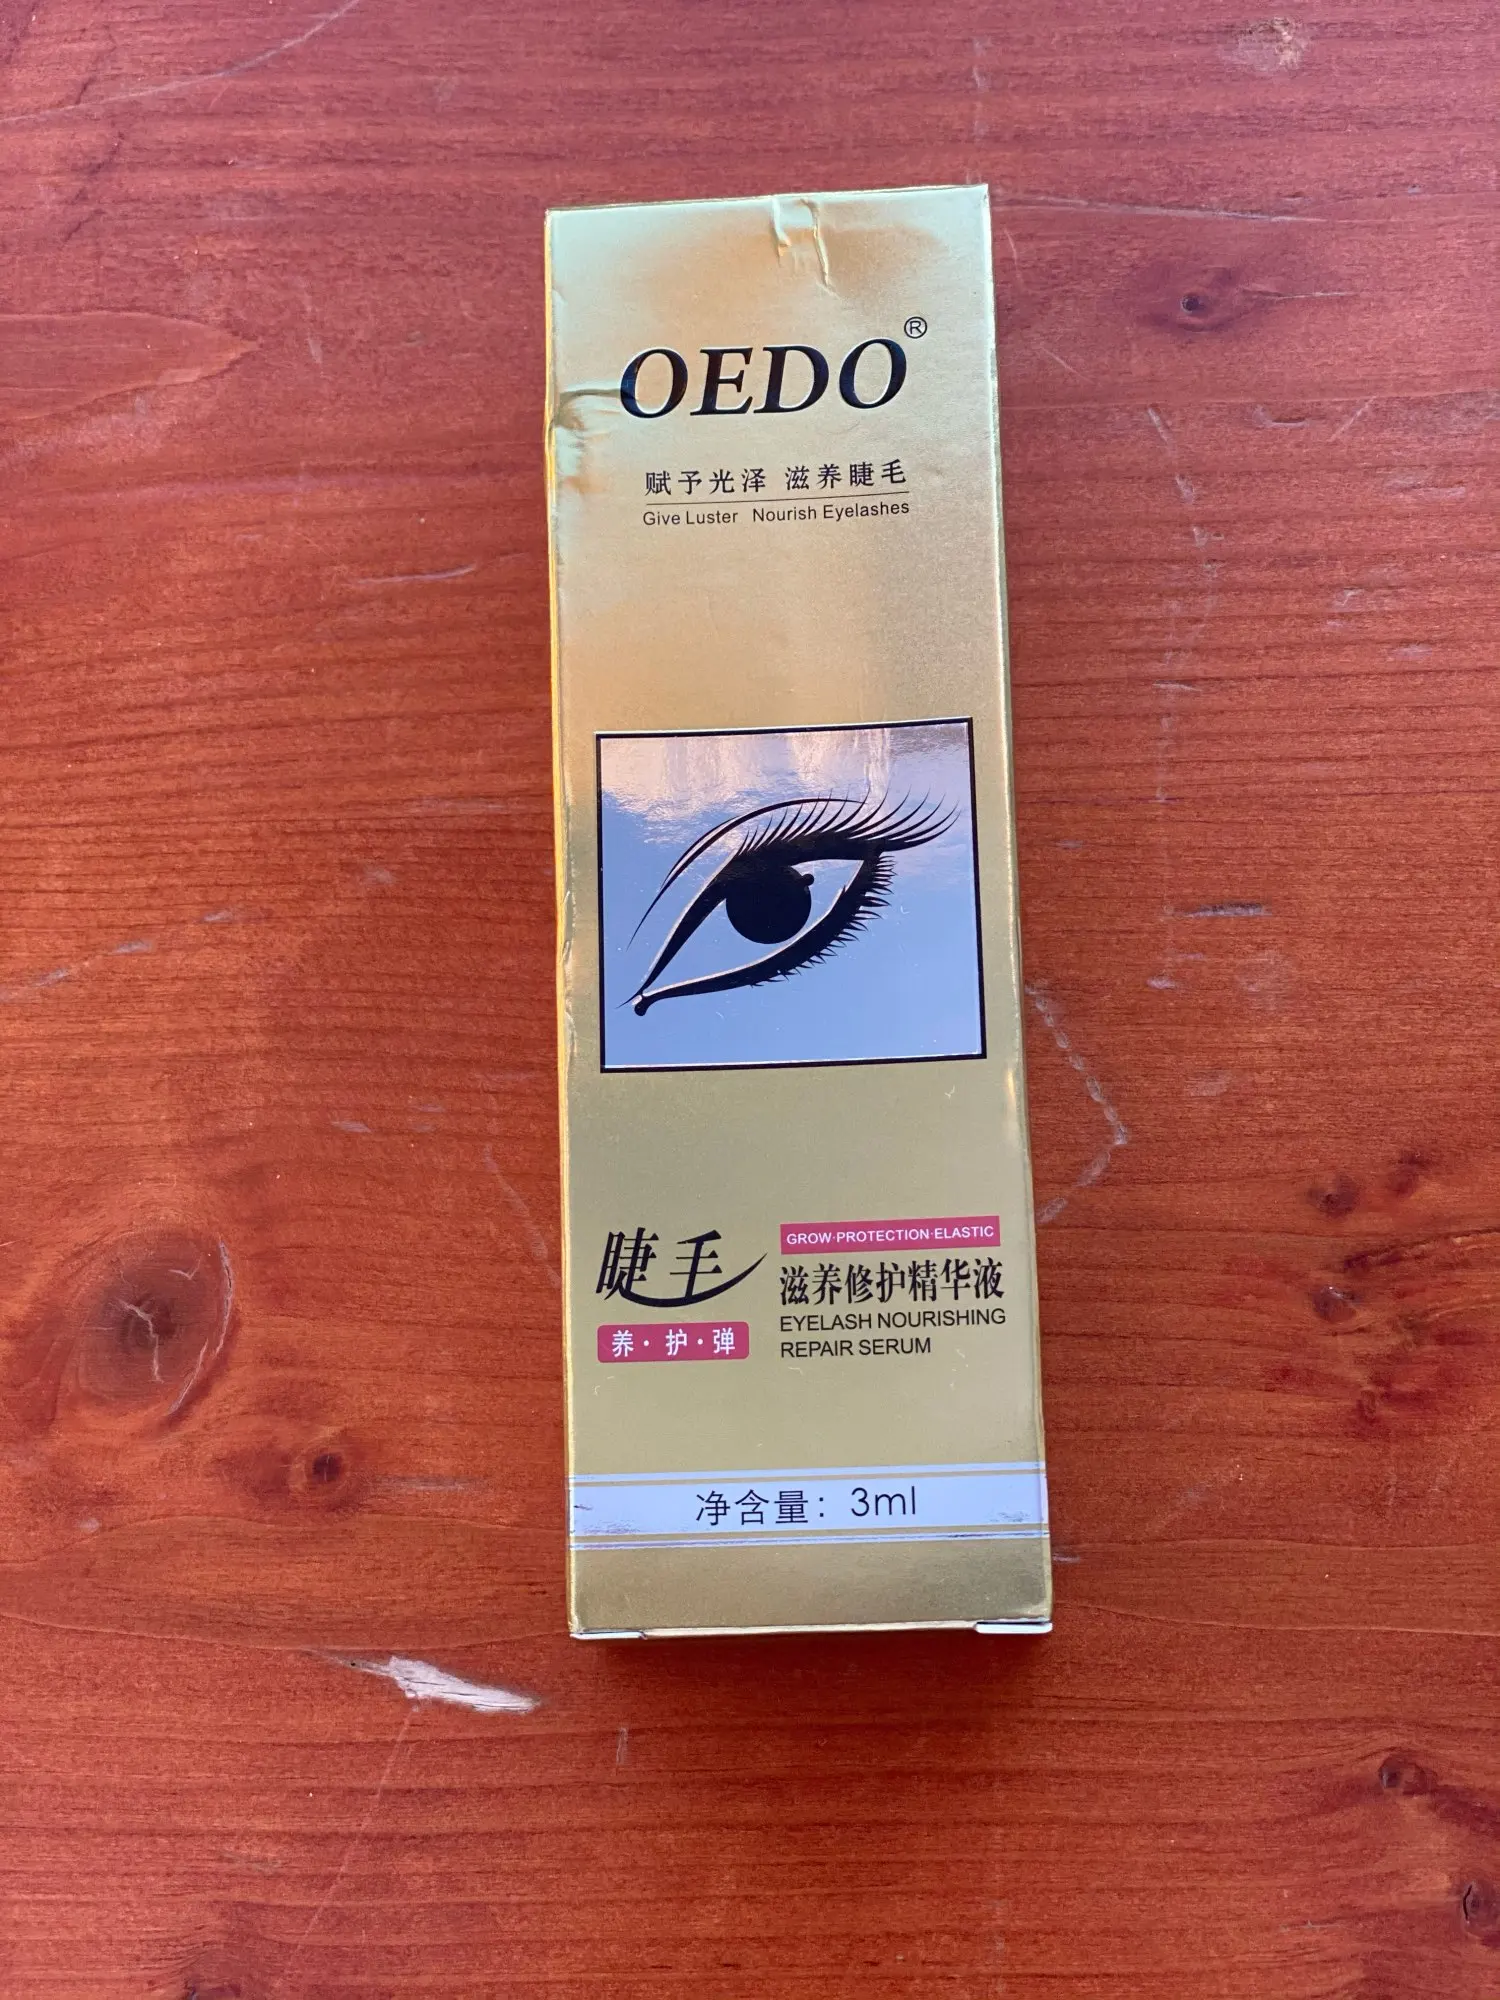 OEDO®
赋予光泽 滋养睫毛
Give Luster Nourish Eyelashes
睫毛
养·护·弹
GROW·PROTECTION·ELASTIC
滋养修护精华液
EYELASH NOURISHING
REPAIR SERUM
净含量：3ml